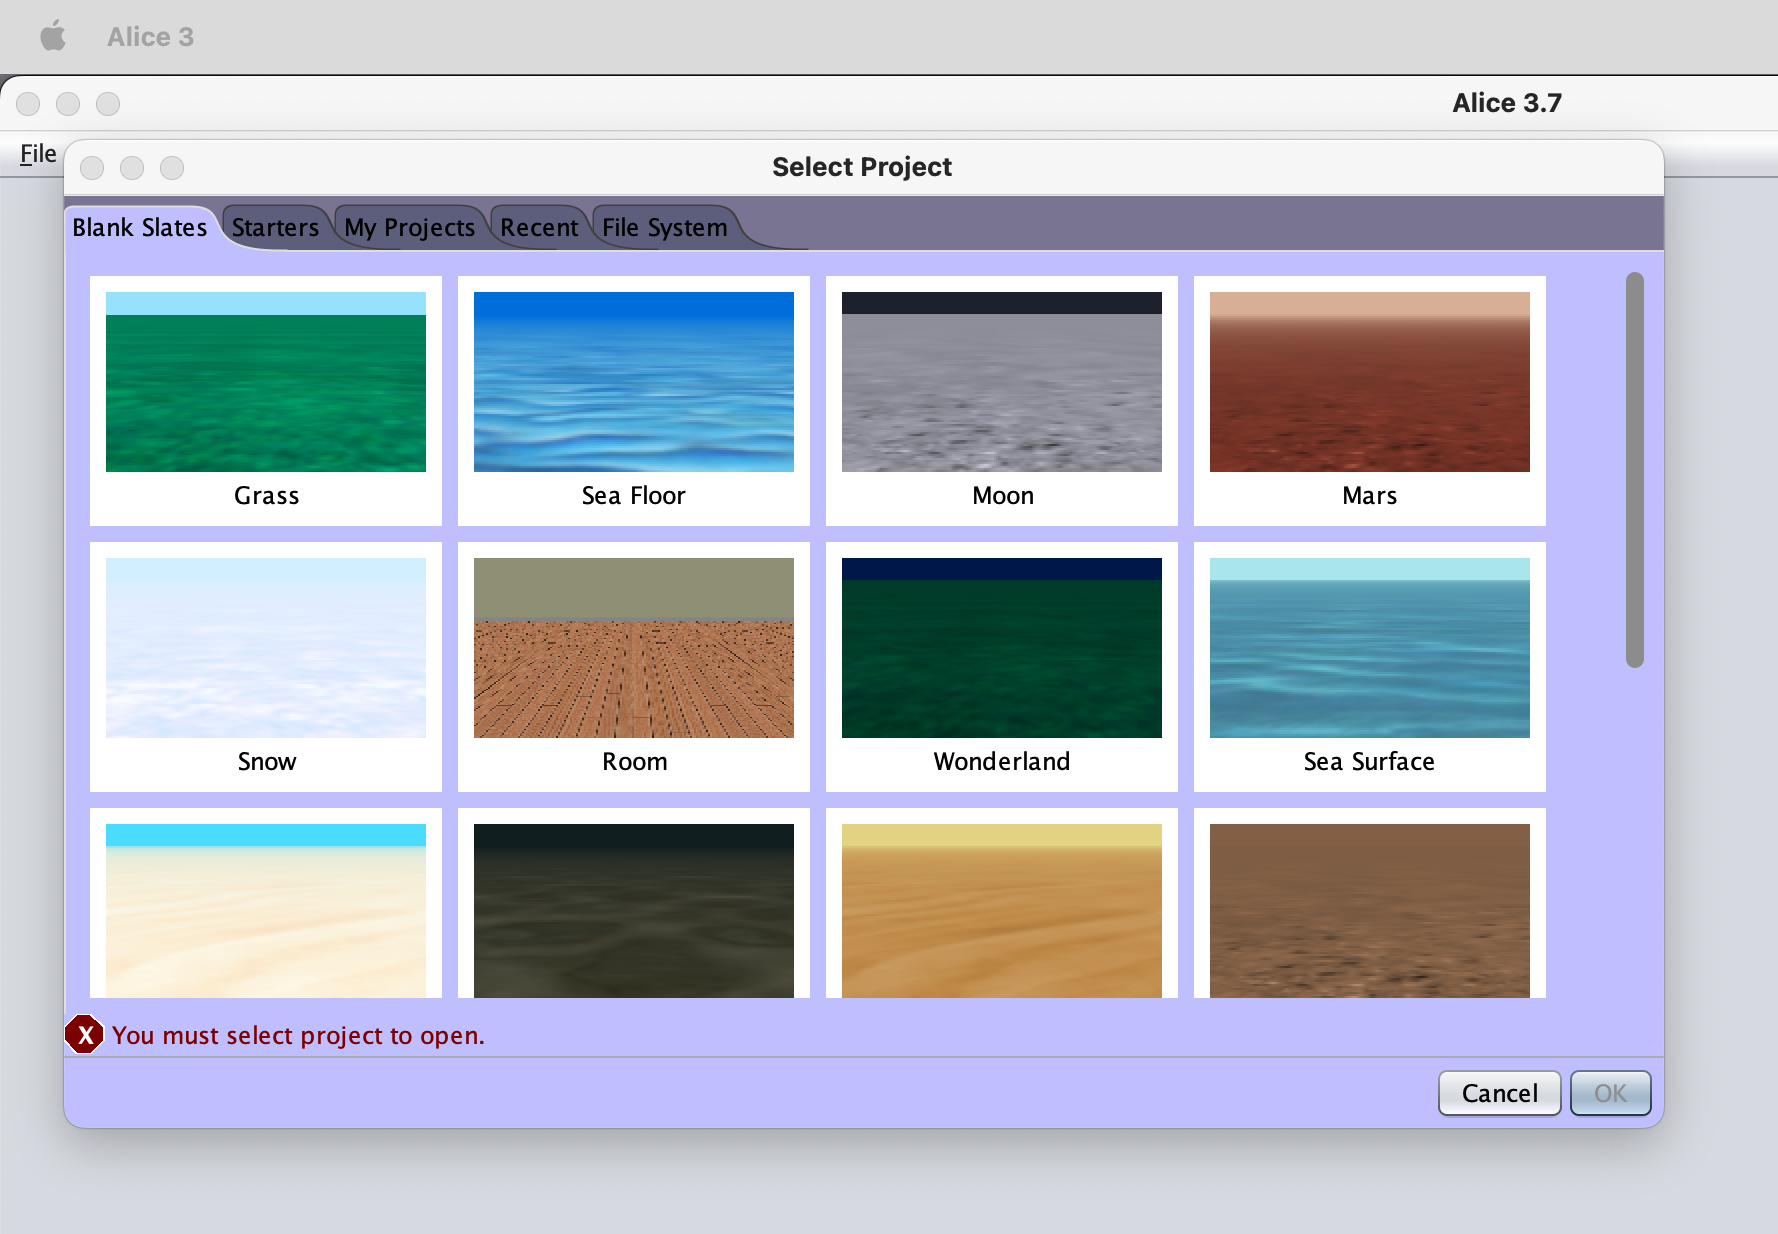 Alice 3
Alice 3.7
File
Select Project
Blank Slates Starters My Projects Recent File System
Grass Sea Floor Moon Mars
Snow Room Wonderland Sea Surface
X You must select project to open.
Cancel OK